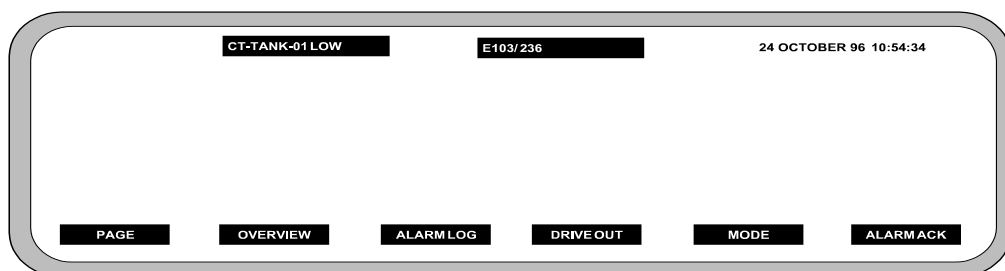 CT-TANK-01 LOW E103/236 24 OCTOBER 96 10:54:34
PAGE OVERVIEW ALARM LOG DRIVE OUT MODE ALARM ACK